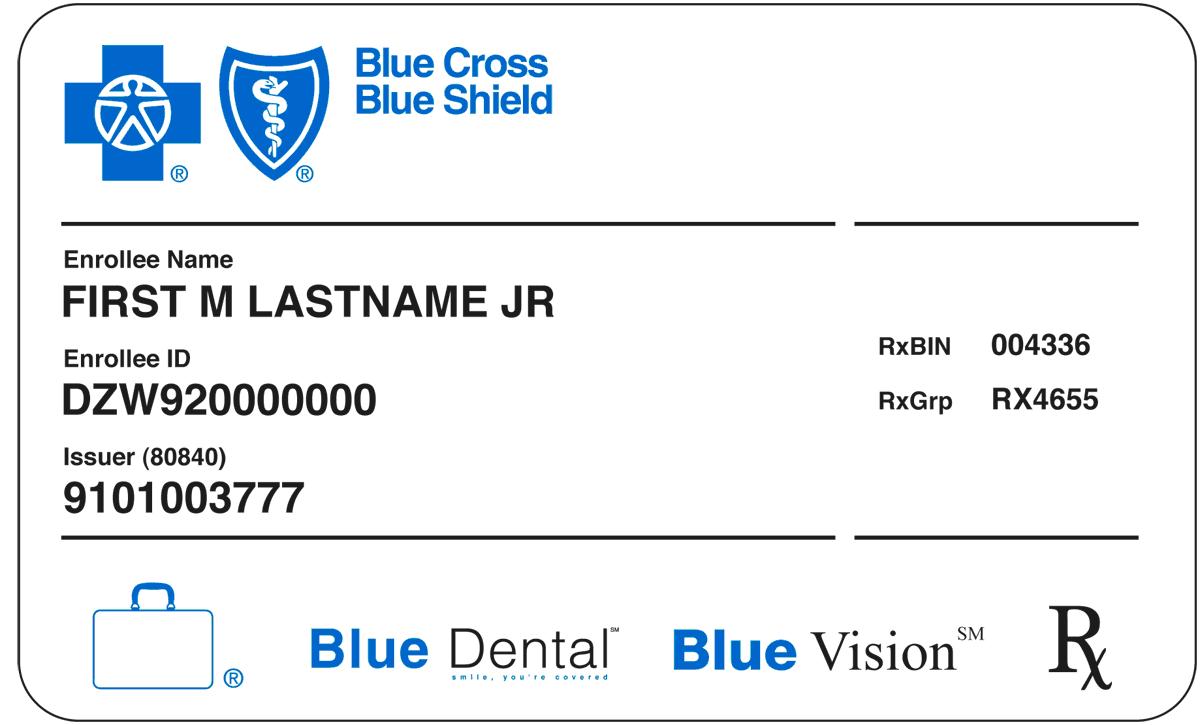 Blue Cross
Blue Shield
®
®
Enrollee Name
FIRST M LASTNAME JR
Enrollee ID
DZW920000000
Issuer (80840)
9101003777
RxBIN 004336
RxGrp RX4655
®
Blue Dental℠
smile, you're covered
Blue Vision℠
Rx